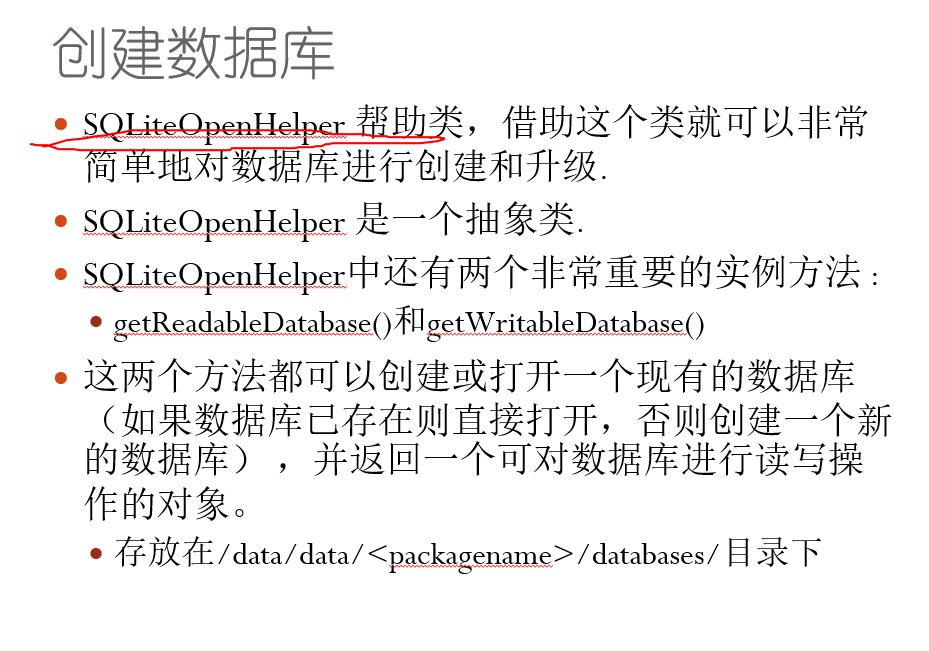 创建数据库
• SQLiteOpenHelper 帮助类，借助这个类就可以非常
简单地对数据库进行创建和升级.
• SQLiteOpenHelper 是一个抽象类.
• SQLiteOpenHelper中还有两个非常重要的实例方法：
• getReadableDatabase()和getWritableDatabase()
• 这两个方法都可以创建或打开一个现有的数据库
（如果数据库已存在则直接打开，否则创建一个新
的数据库），并返回一个可对数据库进行读写操
作的对象。
• 存放在/data/data/<packagename>/databases/目录下